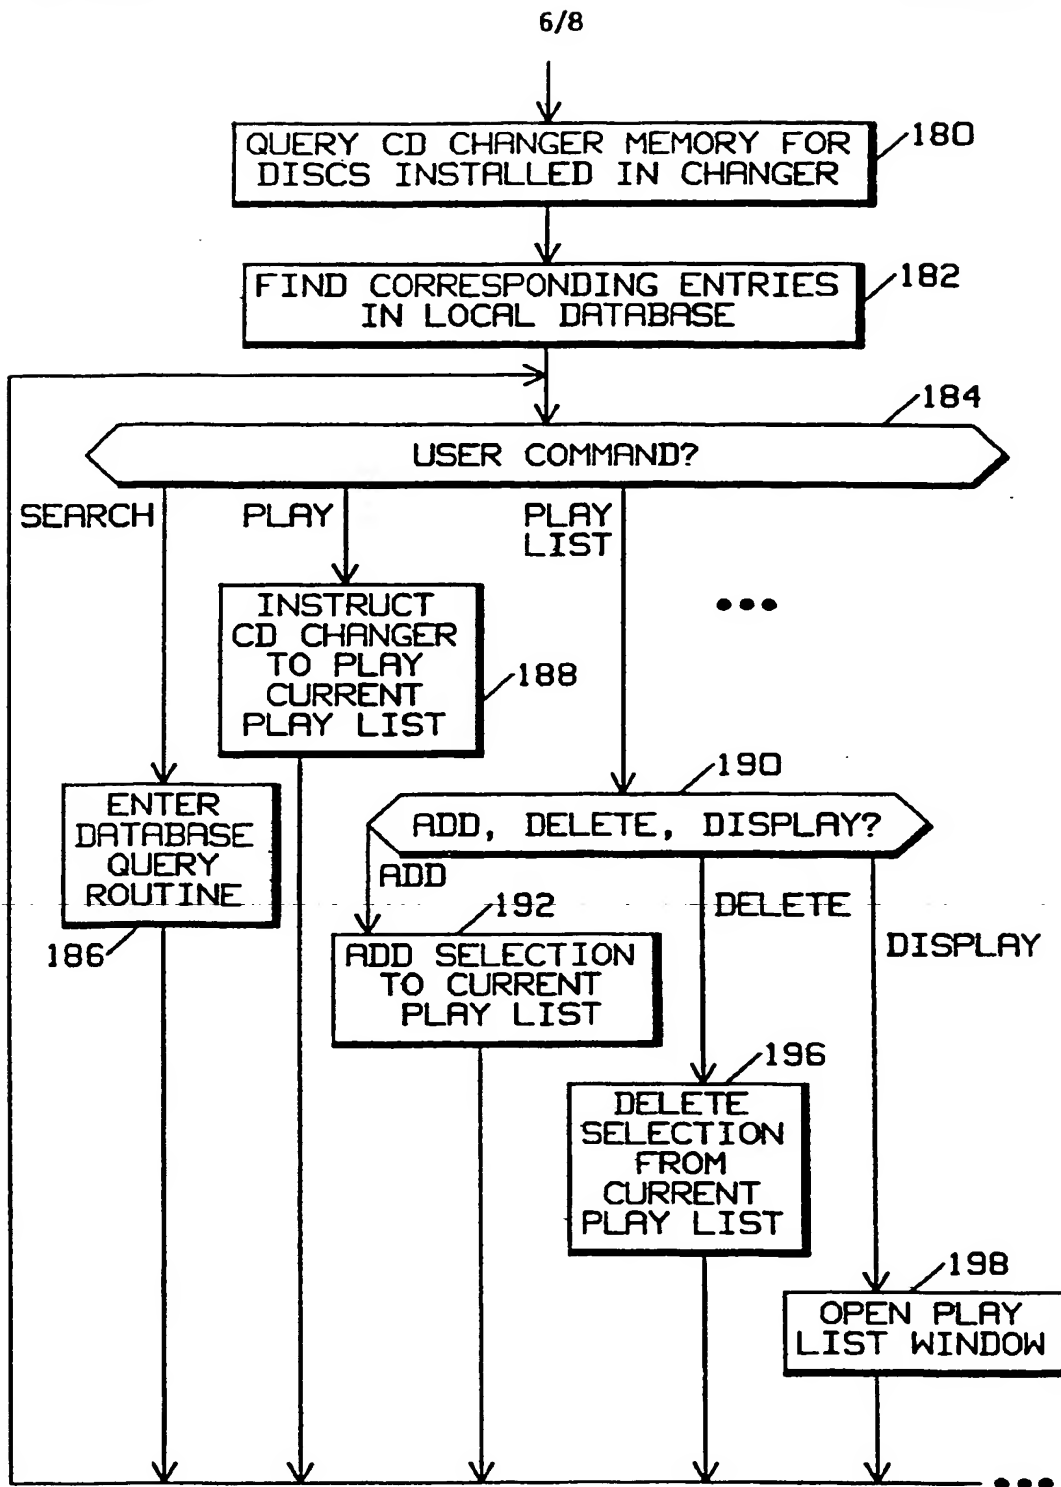 6/8
QUERY CD CHANGER MEMORY FOR
DISCS INSTALLED IN CHANGER
180
FIND CORRESPONDING ENTRIES
IN LOCAL DATABASE
182
184
USER COMMAND?
SEARCH
PLAY
PLAY
LIST
•••
INSTRUCT
CD CHANGER
TO PLAY
CURRENT
PLAY LIST
188
190
ADD, DELETE, DISPLAY?
ENTER
DATABASE
QUERY
ROUTINE
186
ADD
192
DELETE
DISPLAY
ADD SELECTION
TO CURRENT
PLAY LIST
196
DELETE
SELECTION
FROM
CURRENT
PLAY LIST
198
OPEN PLAY
LIST WINDOW
•••